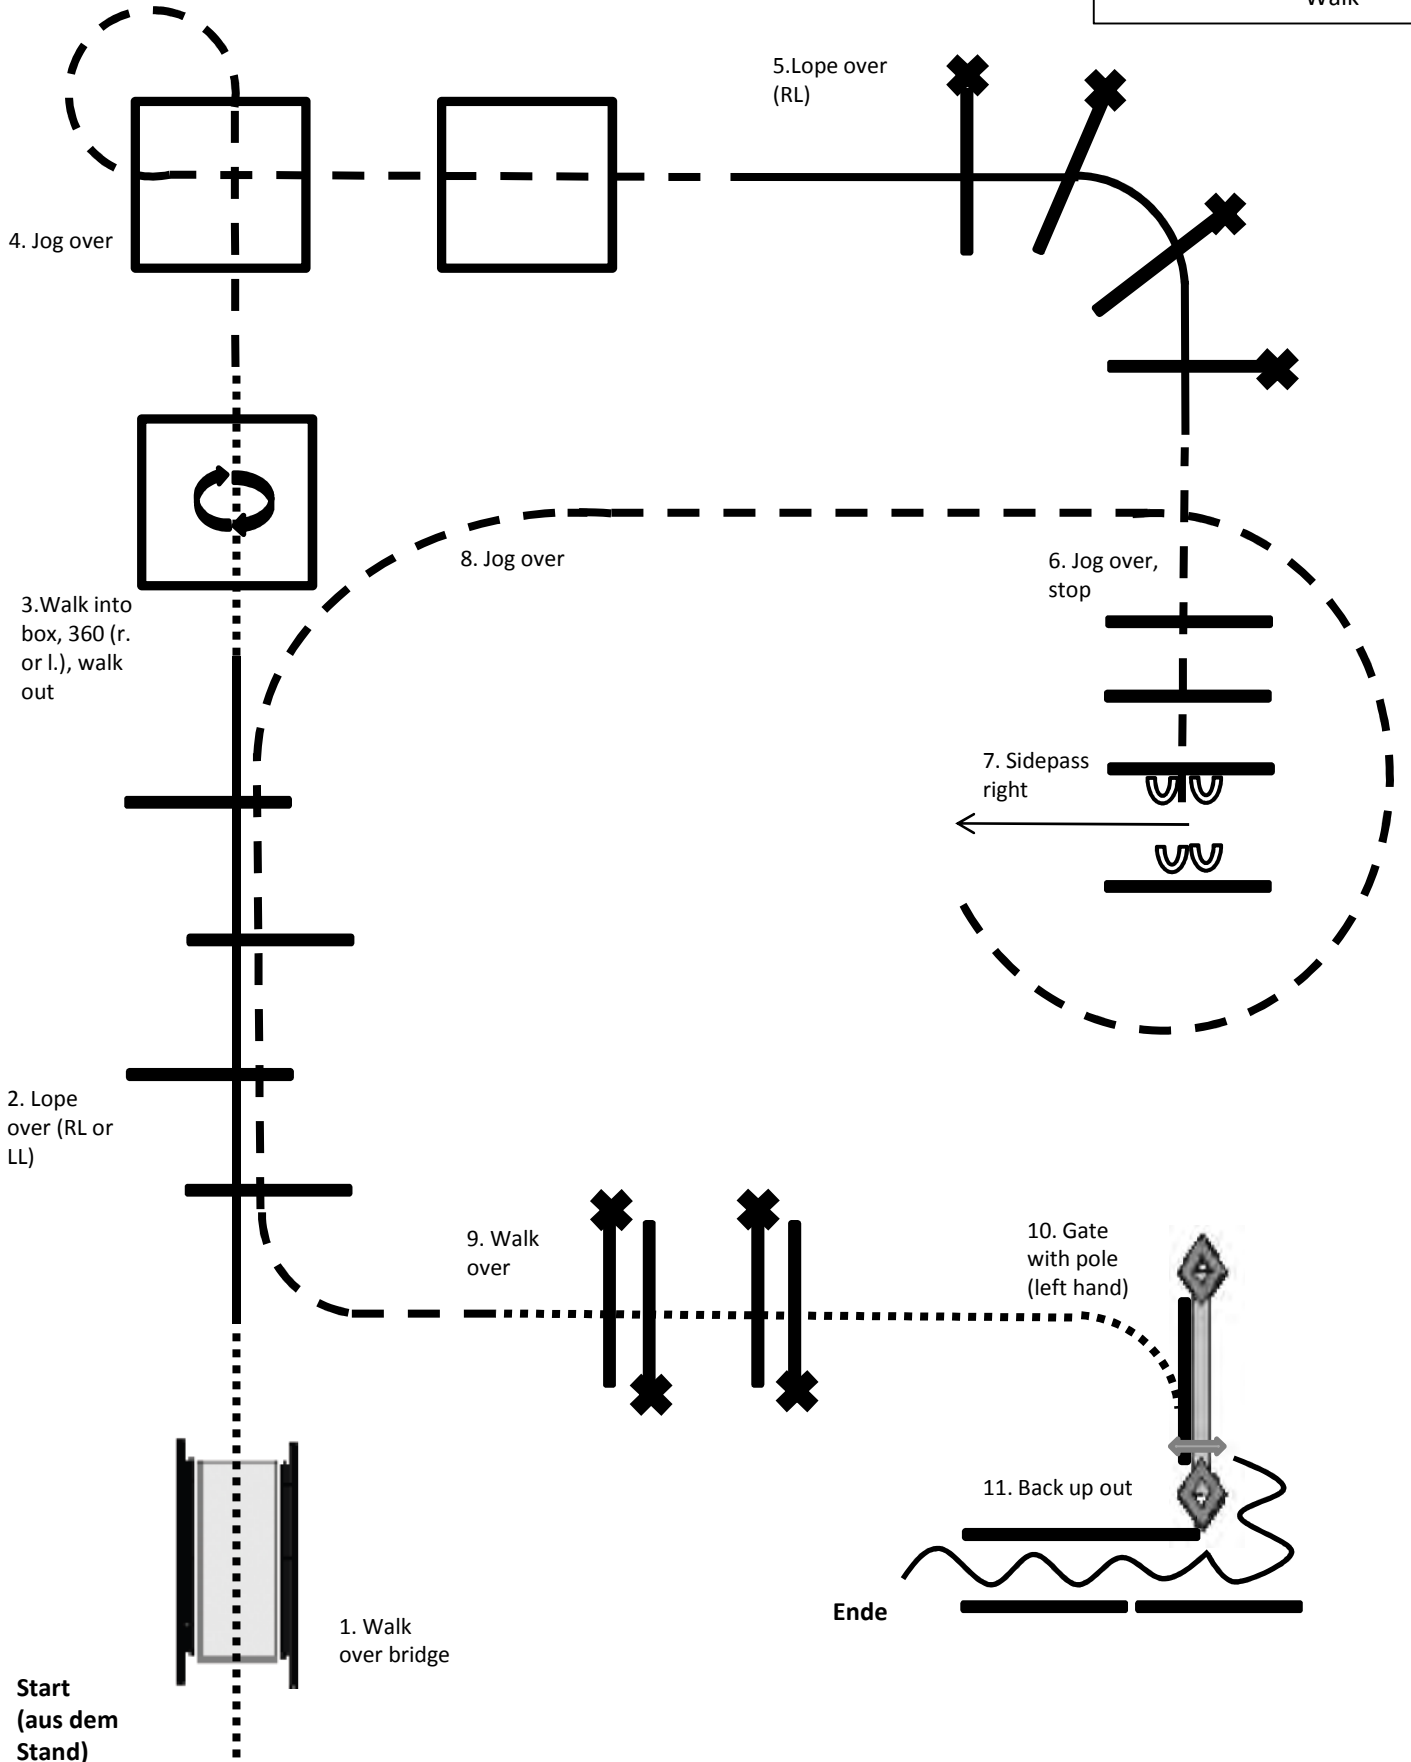 Walk
5.Lope over
(RL)
4. Jog over
8. Jog over
6. Jog over,
stop
3.Walk into
box, 360 (r.
or l.), walk
out
7. Sidepass
right
2. Lope
over (RL or
LL)
9. Walk
over
10. Gate
with pole
(left hand)
11. Back up out
Ende
1. Walk
over bridge
Start
(aus dem
Stand)